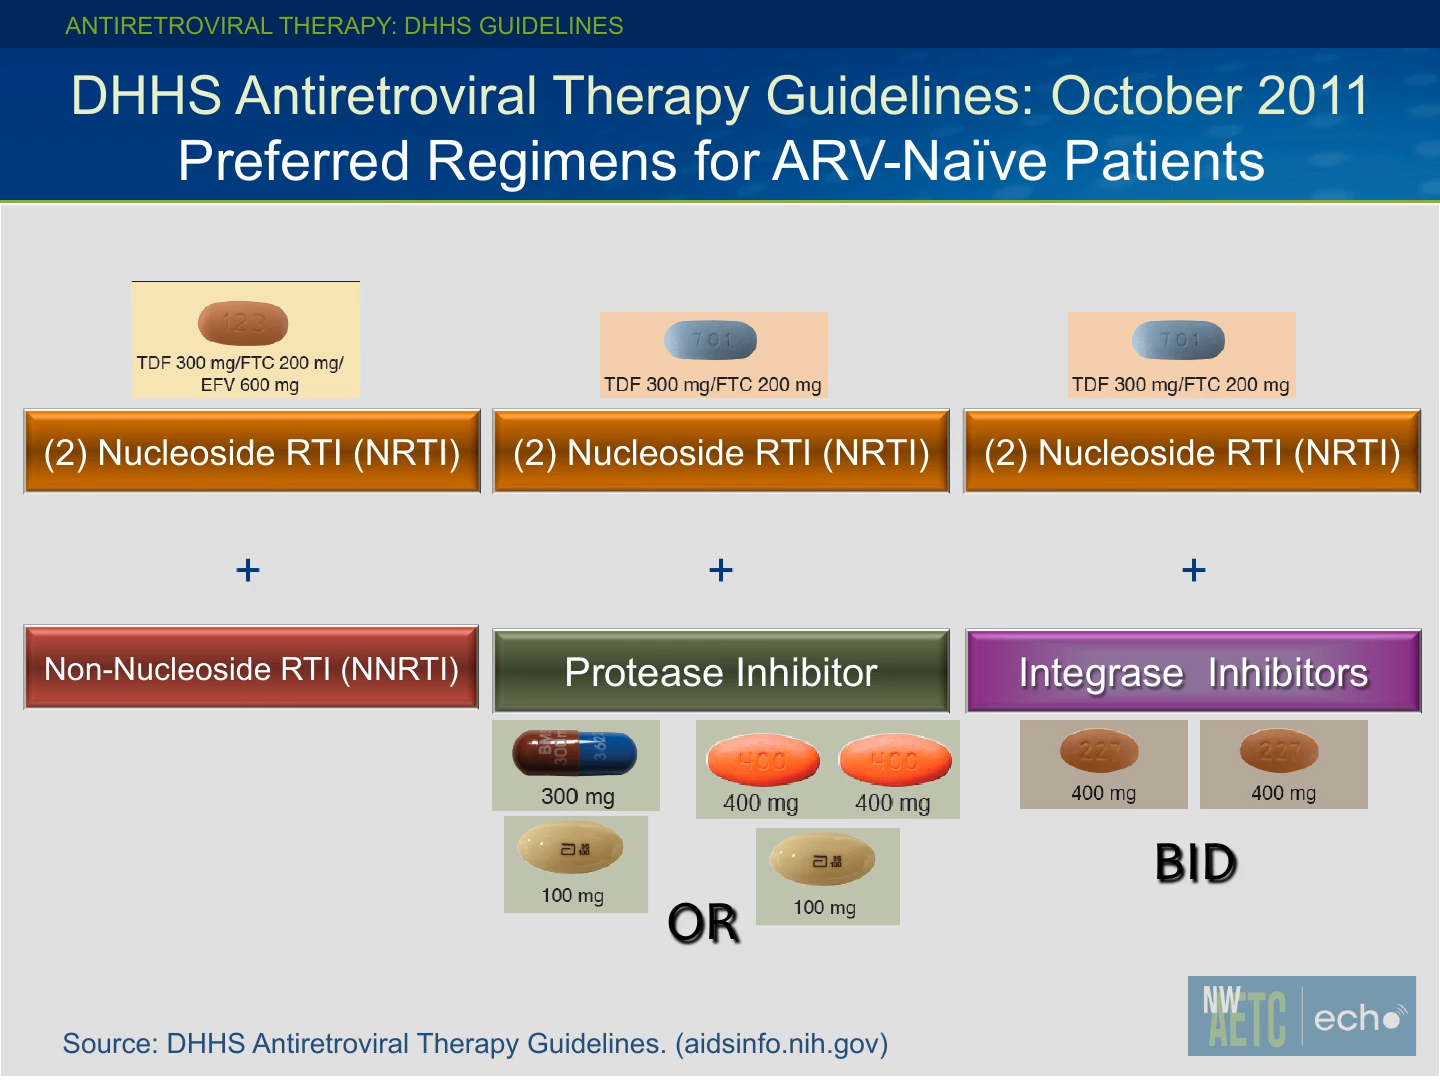 ANTIRETROVIRAL THERAPY: DHHS GUIDELINES
DHHS Antiretroviral Therapy Guidelines: October 2011
Preferred Regimens for ARV-Naïve Patients
123
TDF 300 mg/FTC 200 mg/
EFV 600 mg
701
TDF 300 mg/FTC 200 mg
701
TDF 300 mg/FTC 200 mg
(2) Nucleoside RTI (NRTI)
(2) Nucleoside RTI (NRTI)
(2) Nucleoside RTI (NRTI)
+
+
+
Non-Nucleoside RTI (NNRTI)
Protease Inhibitor
Integrase Inhibitors
300 mg
400
400
400 mg
400 mg
227
227
400 mg
400 mg
100 mg
100 mg
OR
BID
NW
AETC
echo
Source: DHHS Antiretroviral Therapy Guidelines. (aidsinfo.nih.gov)